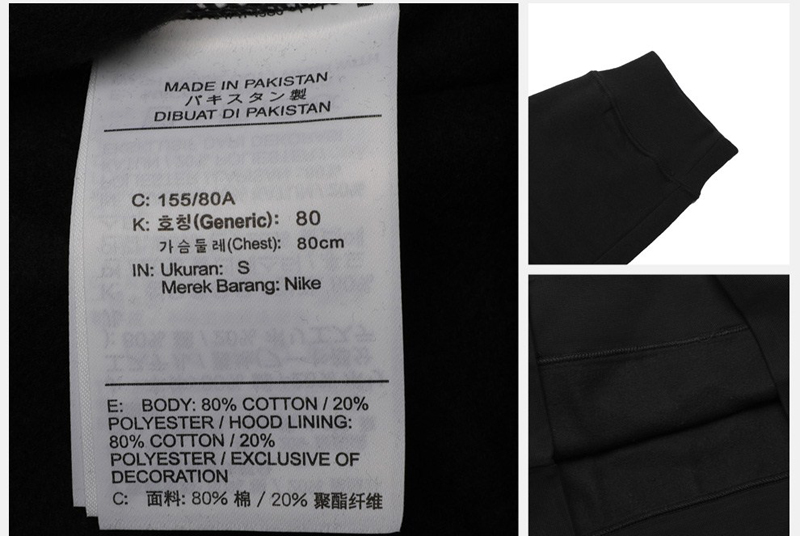 MADE IN PAKISTAN
パキスタン製
DIBUAT DI PAKISTAN
C: 155/80A
K: 호칭(Generic): 80
가슴둘레(Chest): 80cm
IN: Ukuran: S
Merek Barang: Nike
E: BODY: 80% COTTON / 20%
POLYESTER / HOOD LINING:
80% COTTON / 20%
POLYESTER / EXCLUSIVE OF
DECORATION
C: 面料: 80% 棉 / 20% 聚酯纤维